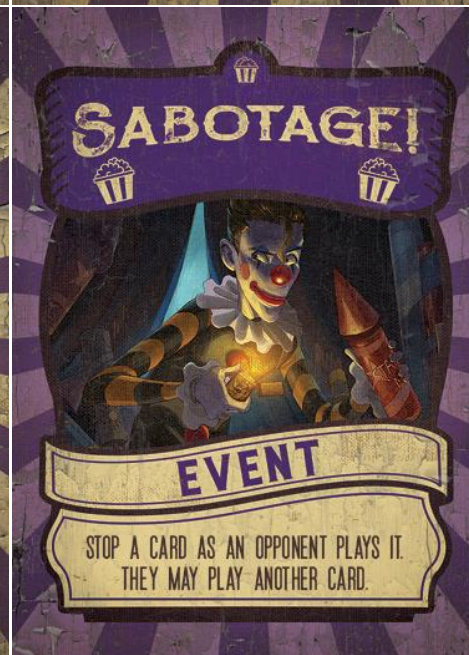 SABOTAGE!
EVENT
STOP A CARD AS AN OPPONENT PLAYS IT.
THEY MAY PLAY ANOTHER CARD.